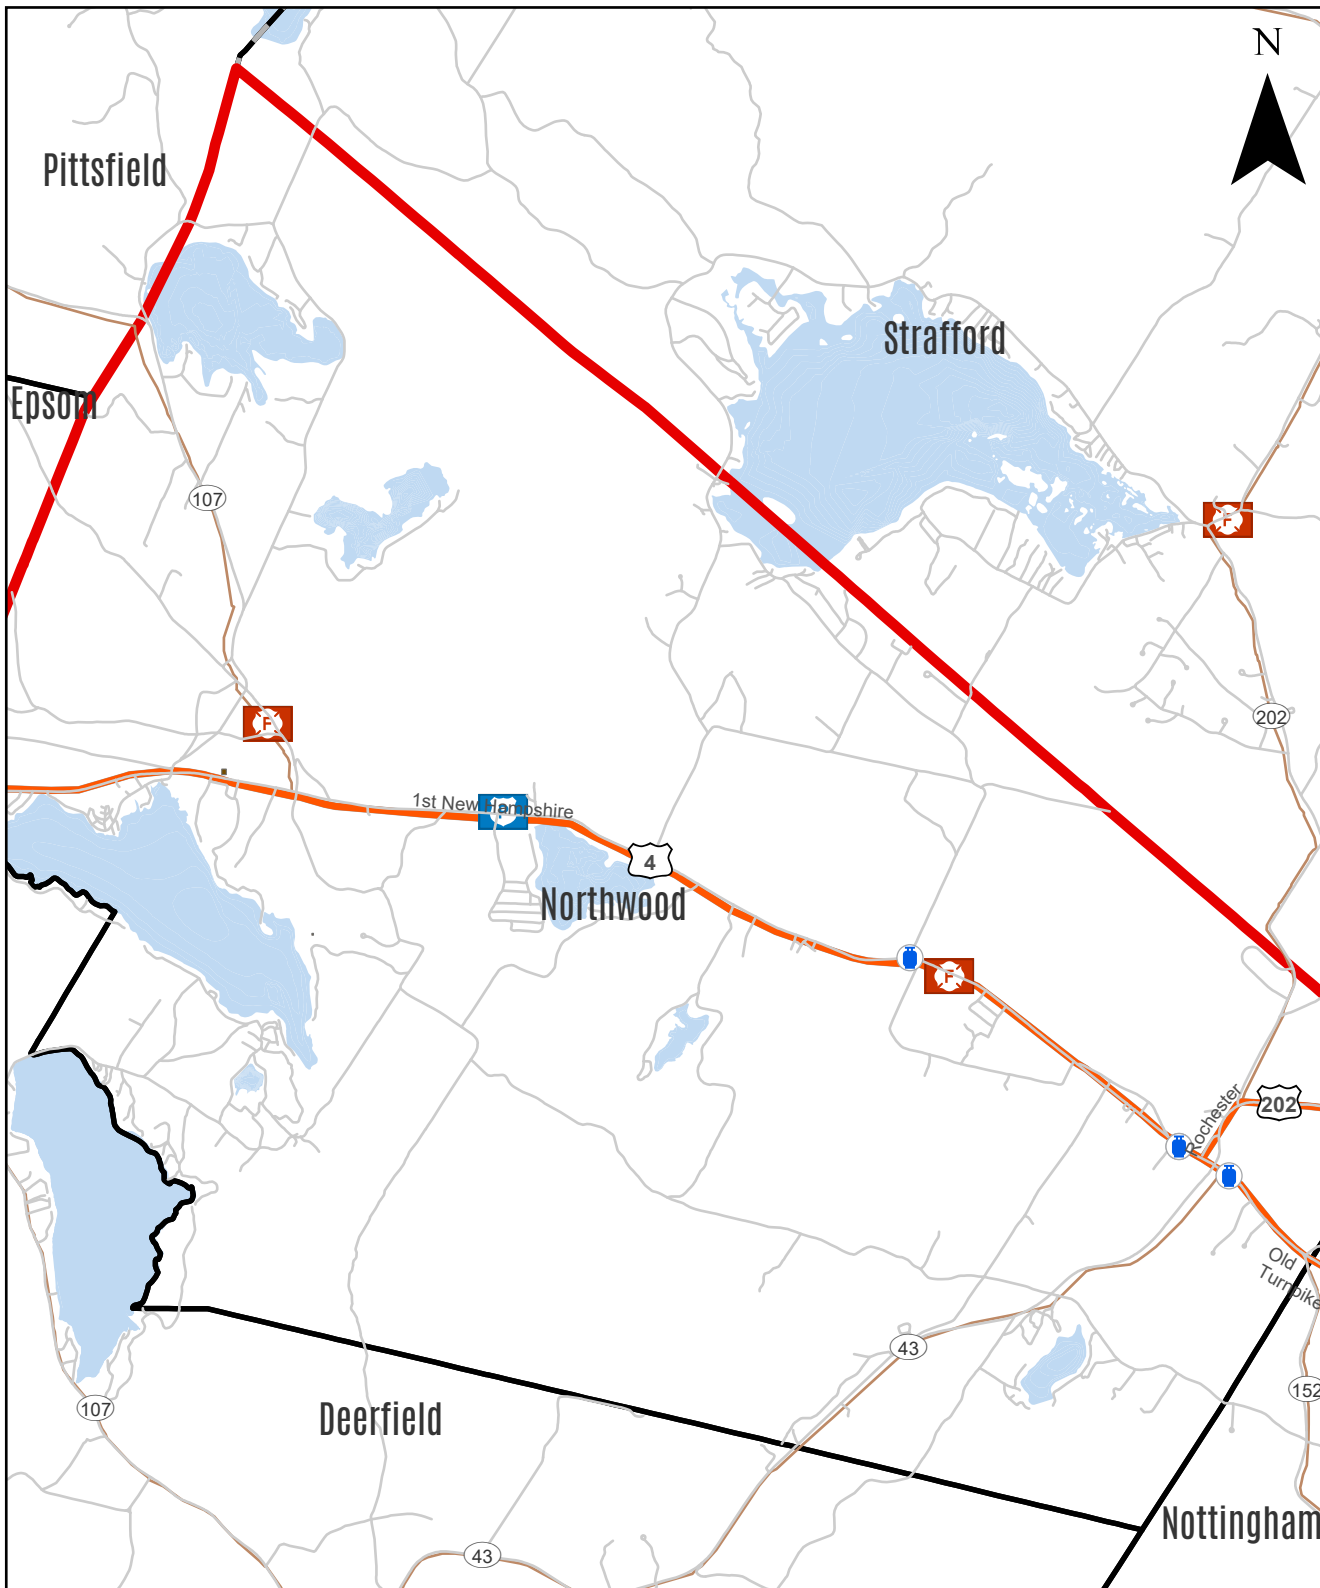 N
Pittsfield
Strafford
Epsom
107
F
202
F
1st New Hampshire
P
4
Northwood
F
202
Rochester
Old
Turnpike
43
152
107
Deerfield
Nottingham
43